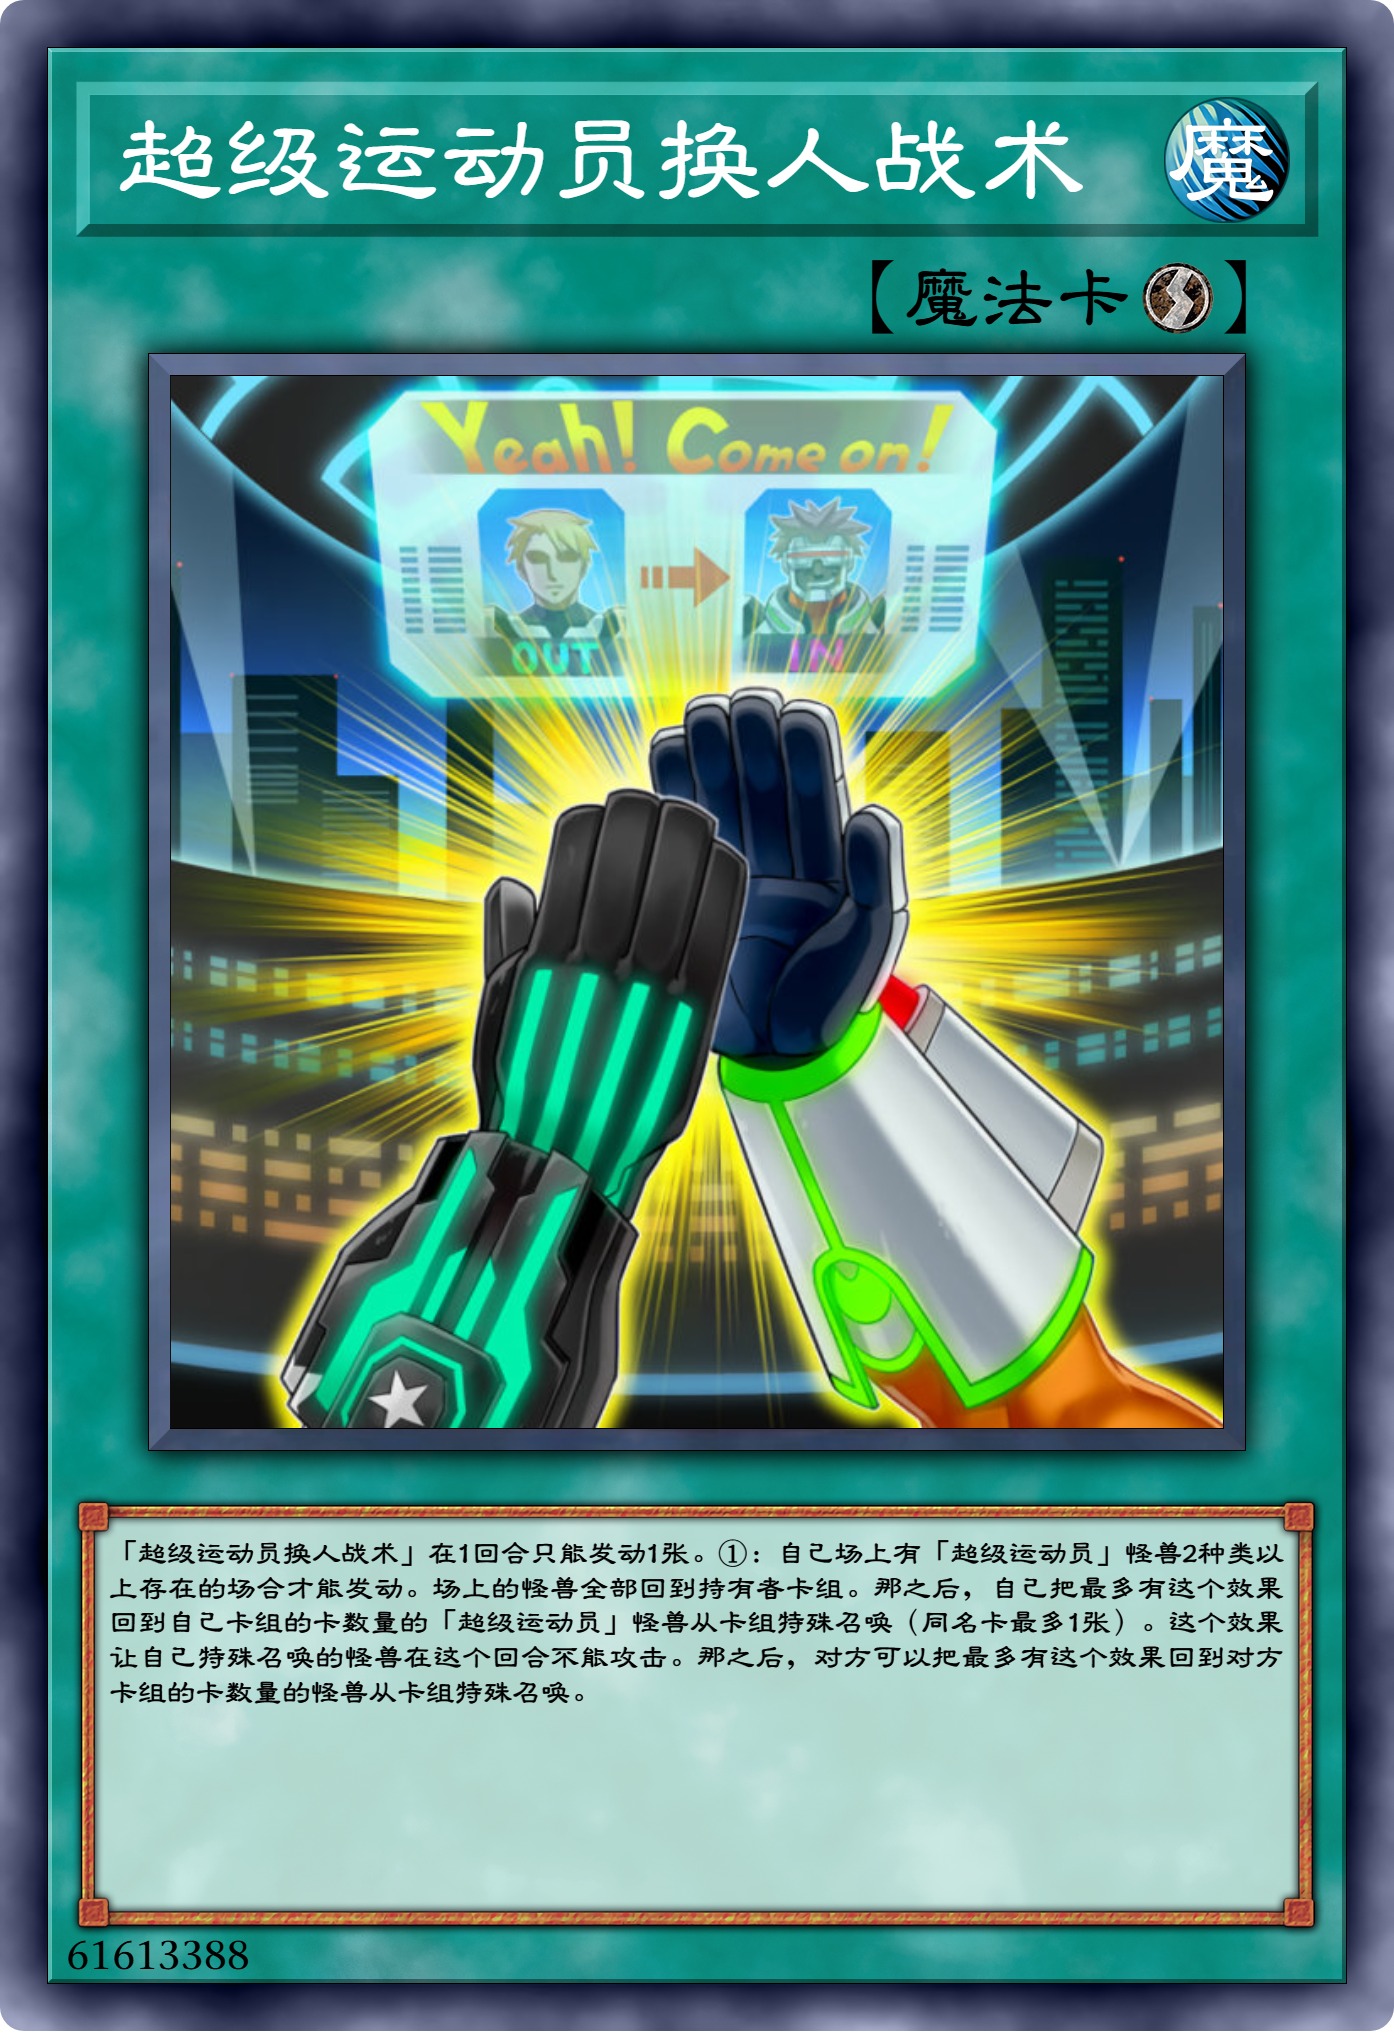 超级运动员换人战术
魔
【魔法卡】
Yeah! Come on!
OUT
IN
「超级运动员换人战术」在1回合只能发动1张。①：自己场上有「超级运动员」怪兽2种类以
上存在的场合才能发动。场上的怪兽全部回到持有者卡组。那之后，自己把最多有这个效果
回到自己卡组的卡数量的「超级运动员」怪兽从卡组特殊召唤（同名卡最多1张）。这个效果
让自己特殊召唤的怪兽在这个回合不能攻击。那之后，对方可以把最多有这个效果回到对方
卡组的卡数量的怪兽从卡组特殊召唤。
61613388